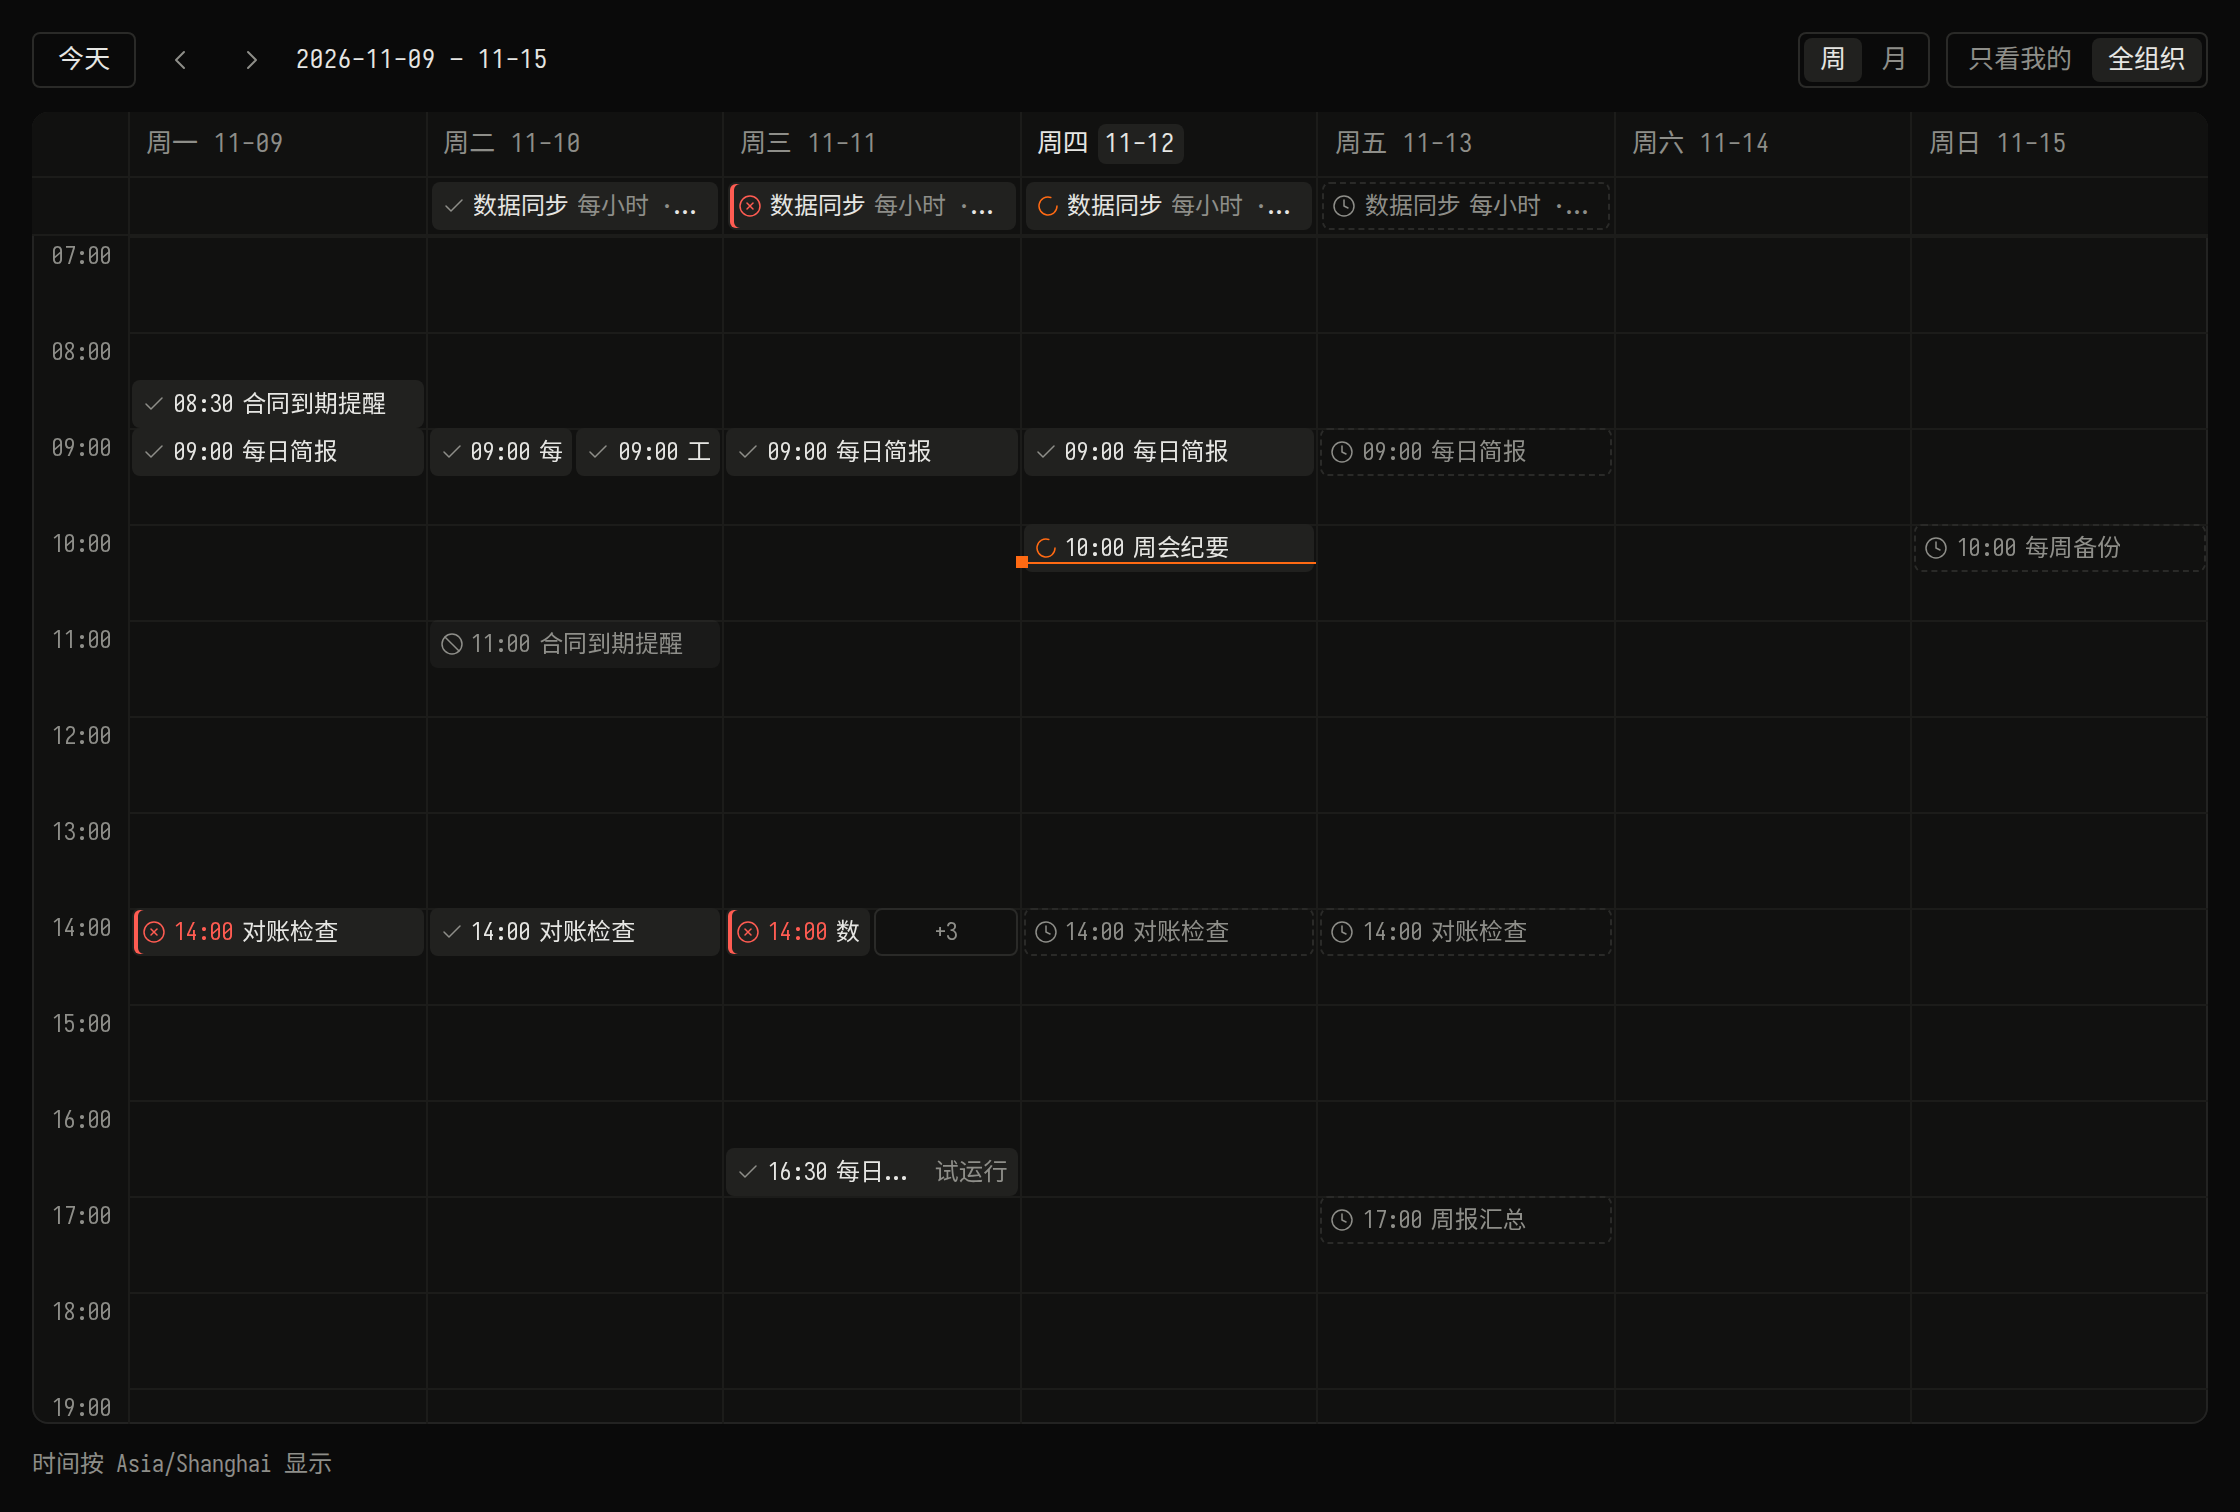 今天
2026-11-09 – 11-15
周 月
只看我的 全组织
周一 11-09
周二 11-10
周三 11-11
周四 11-12
周五 11-13
周六 11-14
周日 11-15
数据同步 每小时 ·...
数据同步 每小时 ·...
数据同步 每小时 ·...
数据同步 每小时 ·...
07:00
08:00
08:30 合同到期提醒
09:00
09:00 每日简报
09:00 每
09:00 工
09:00 每日简报
09:00 每日简报
09:00 每日简报
10:00
10:00 周会纪要
10:00 每周备份
11:00
11:00 合同到期提醒
12:00
13:00
14:00
14:00 对账检查
14:00 对账检查
14:00 数
+3
14:00 对账检查
14:00 对账检查
15:00
16:00
16:30 每日... 试运行
17:00
17:00 周报汇总
18:00
19:00
时间按 Asia/Shanghai 显示